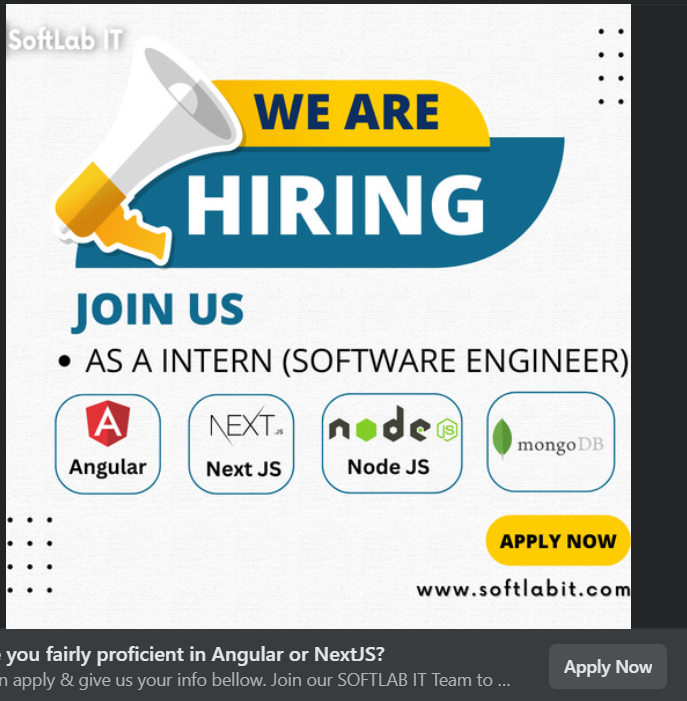 SoftLab IT
WE ARE
HIRING
JOIN US
• AS A INTERN (SOFTWARE ENGINEER)
Angular
NEXT.JS
Next JS
node JS
Node JS
mongoDB
APPLY NOW
www.softlabit.com
you fairly proficient in Angular or NextJS?
apply & give us your info bellow. Join our SOFTLAB IT Team to ...
Apply Now